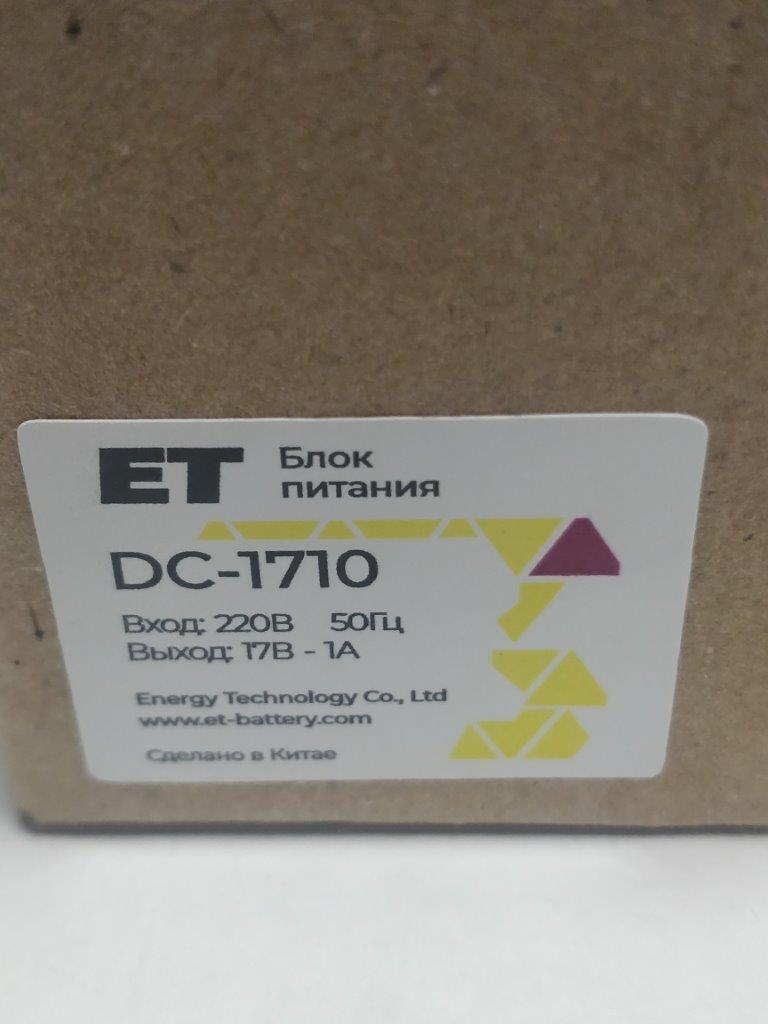 ET
Блок
питания
DC-1710
Вход: 220В 50Гц
Выход: 17В - 1А
Energy Technology Co., Ltd
www.et-battery.com
Сделано в Китае